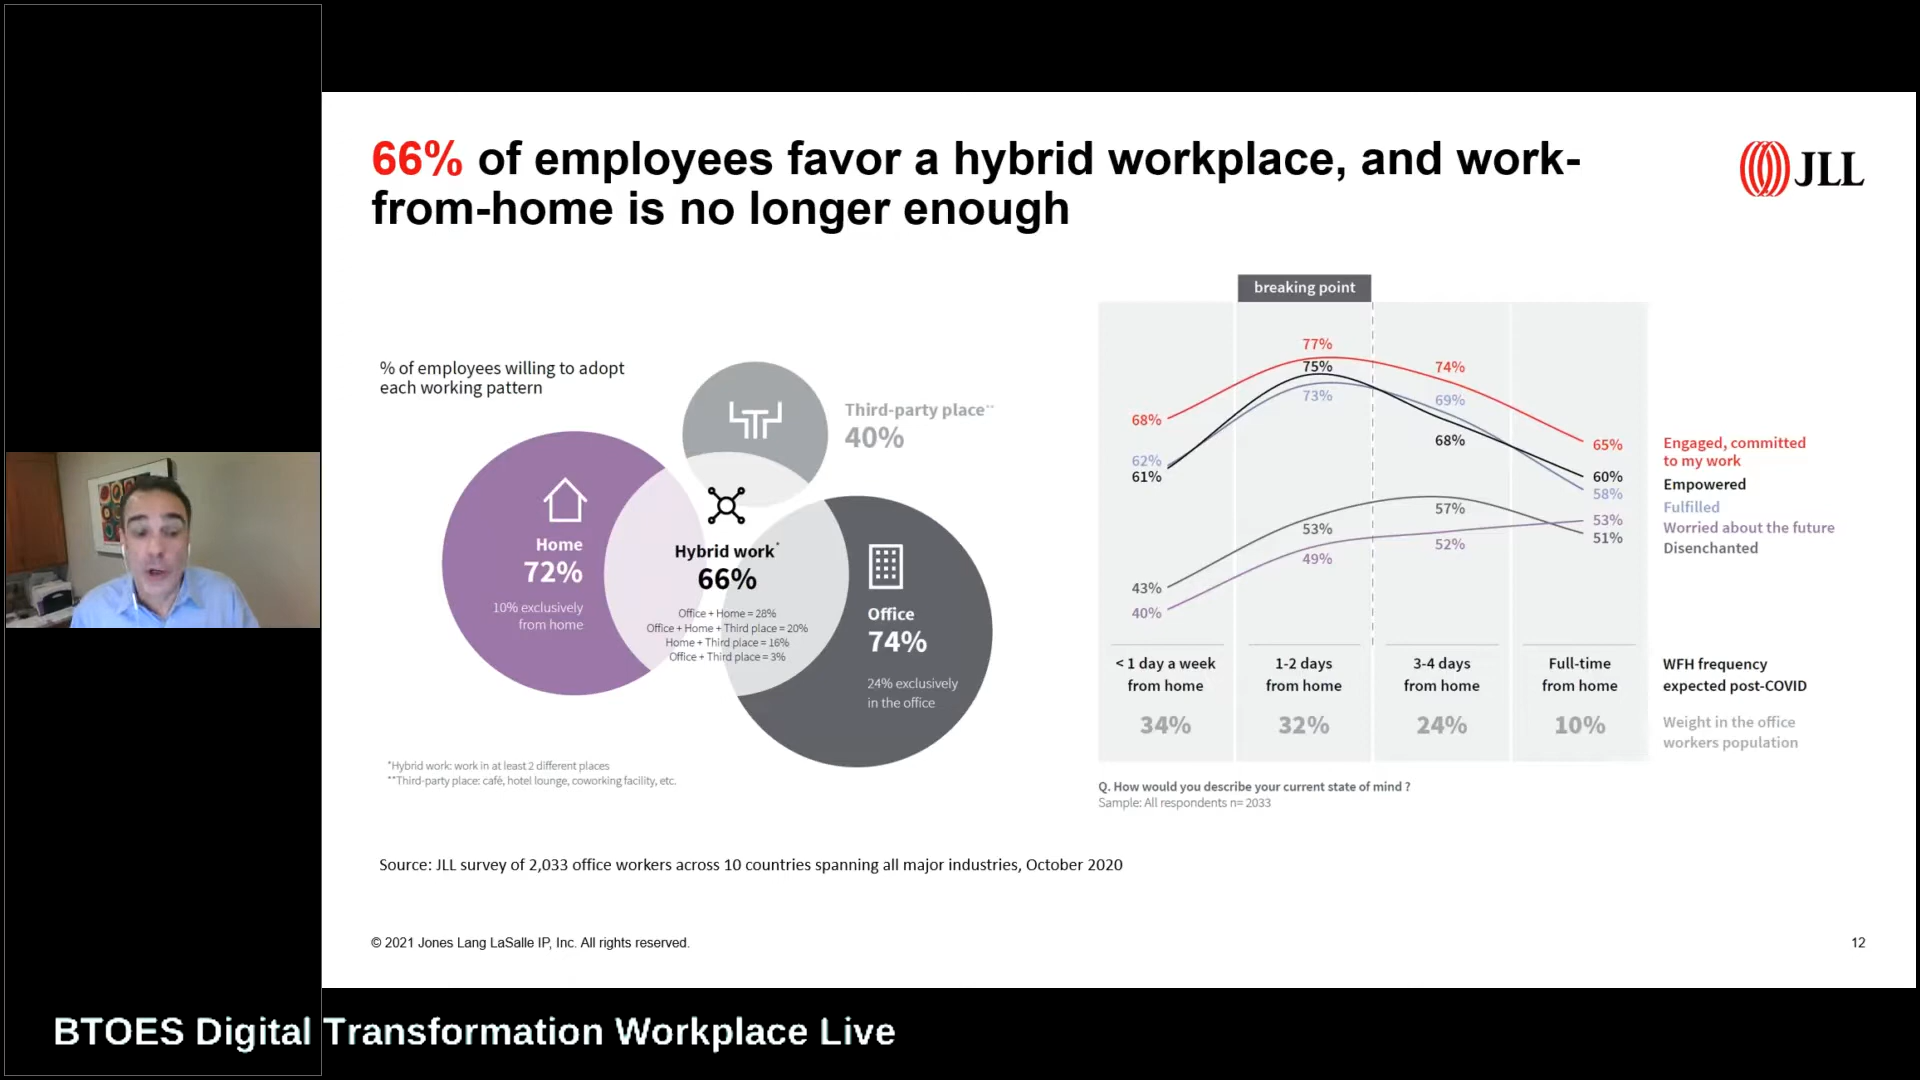 66% of employees favor a hybrid workplace, and work-
from-home is no longer enough
JLL
% of employees willing to adopt
each working pattern
Third-party place**
40%
Home
72%
10% exclusively
from home
Hybrid work*
66%
Office + Home = 28%
Office + Home + Third place = 20%
Home + Third place = 16%
Office + Third place = 3%
Office
74%
24% exclusively
in the office
*Hybrid work: work in at least 2 different places
**Third-party place: café, hotel lounge, coworking facility, etc.
breaking point
77%
75%
73%
74%
69%
68%
68%
62%
61%
65%
60%
58%
53%
51%
57%
53%
52%
49%
43%
40%
Engaged, committed
to my work
Empowered
Fulfilled
Worried about the future
Disenchanted
< 1 day a week
from home
34%
1-2 days
from home
32%
3-4 days
from home
24%
Full-time
from home
10%
WFH frequency
expected post-COVID
Weight in the office
workers population
Q. How would you describe your current state of mind ?
Sample: All respondents n= 2033
Source: JLL survey of 2,033 office workers across 10 countries spanning all major industries, October 2020
© 2021 Jones Lang LaSalle IP, Inc. All rights reserved.
12
BTOES Digital Transformation Workplace Live